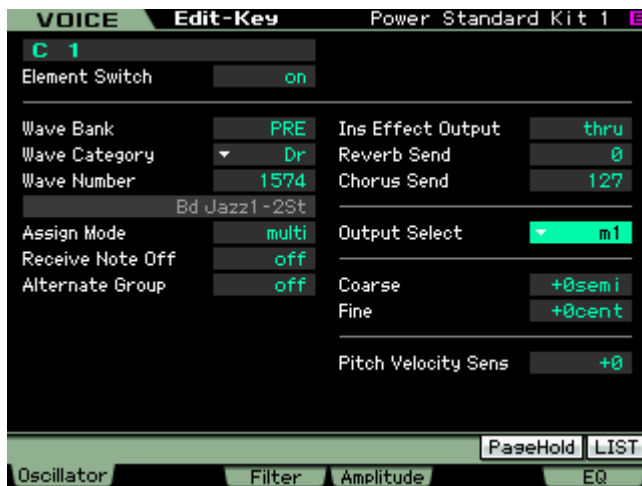 VOICE Edit-Key Power Standard Kit 1 E
C 1
Element Switch on
Wave Bank PRE
Wave Category Dr
Wave Number 1574
Bd Jazz1-2St
Assign Mode multi
Receive Note Off off
Alternate Group off
Ins Effect Output thru
Reverb Send 0
Chorus Send 127
Output Select m1
Coarse +0semi
Fine +0cent
Pitch Velocity Sens +0
PageHold LIST
Oscillator Filter Amplitude EQ